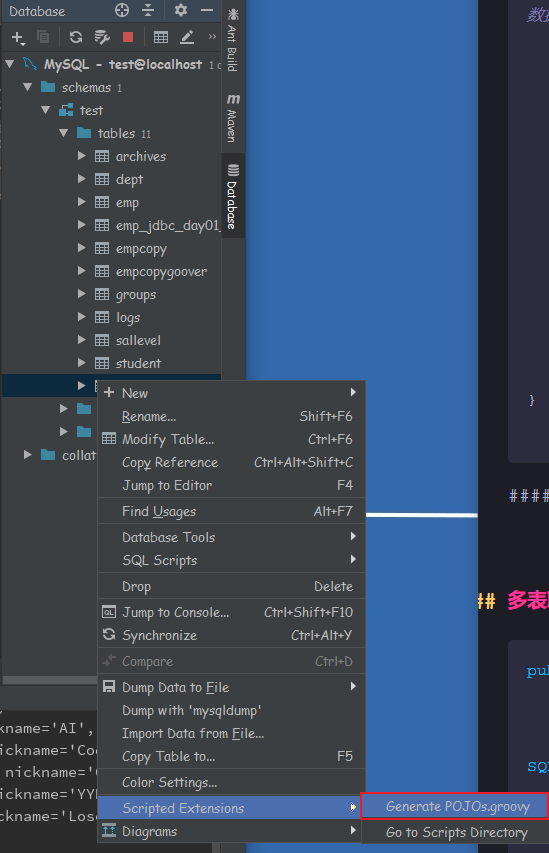 Database
MySQL - test@localhost 1
schemas 1
test
tables 11
archives
dept
emp
emp_jdbc_day01_
empcopy
empcopygoover
groups
logs
sallevel
student
collat
Ant Build
Maven
Database
New
Rename... Shift+F6
Modify Table... Ctrl+F6
Copy Reference Ctrl+Alt+Shift+C
Jump to Editor F4
Find Usages Alt+F7
Database Tools
SQL Scripts
Drop Delete
Jump to Console... Ctrl+Shift+F10
Synchronize Ctrl+Alt+Y
Compare Ctrl+D
Dump Data to File
Dump with 'mysqldump'
Import Data from File...
Copy Table to... F5
Color Settings...
Scripted Extensions
Diagrams
Generate POJOs.groovy
Go to Scripts Directory
kname='AI',
ickname='Coo
nickname='
ickname='YY
ckname='Lose
}
####
## 多表
pu
SQ